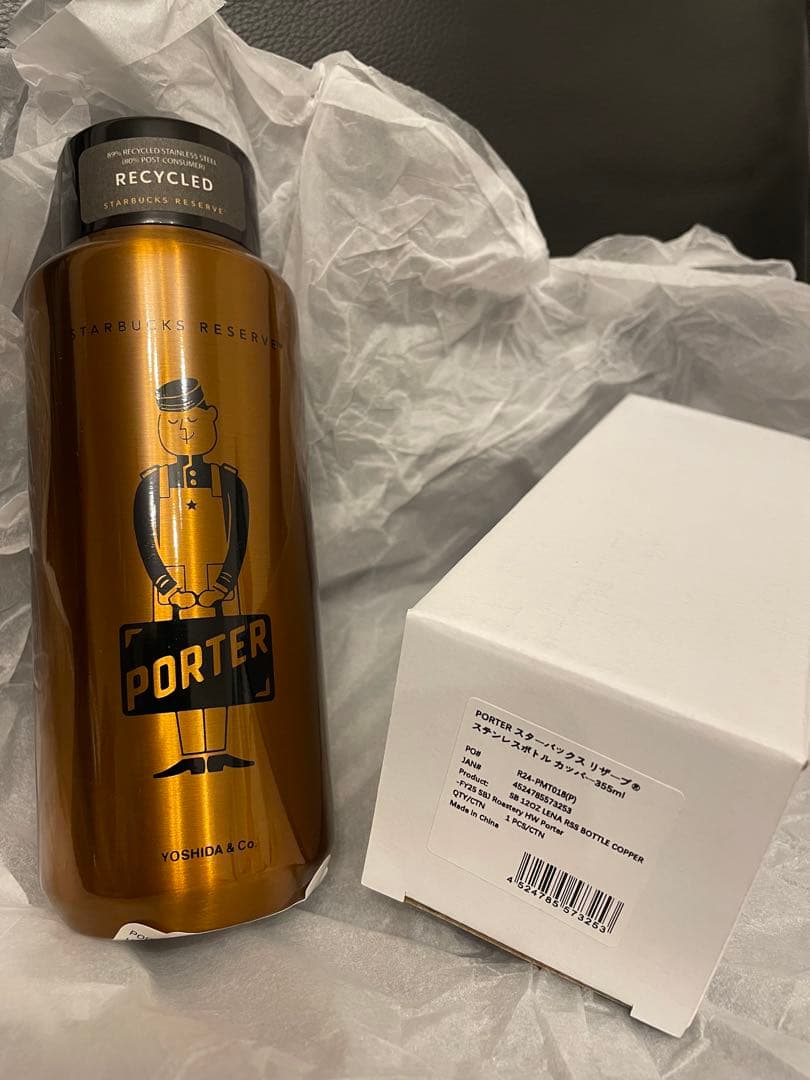 89% RECYCLED STAINLESS STEEL
(80% POST-CONSUMER)
RECYCLED
STARBUCKS RESERVE
STARBUCKS RESERVE™
PORTER
YOSHIDA & Co.
PORTER スターバックス リザーブ®
ステンレスボトル カッパー355ml
PO# R24-PMT018(P)
JAN# 4524785573253
Product: SB 12OZ LENA RSS BOTTLE COPPER
-FY25 SBJ Roastery HW Porter
QTY/CTN 1 PCS/CTN
Made in China
4 524785 573253